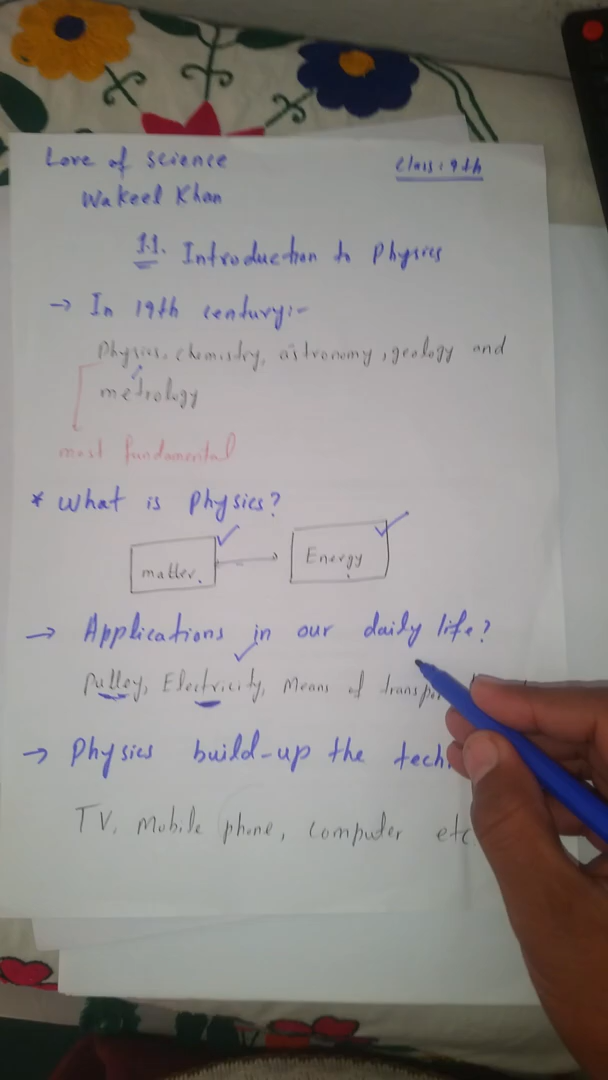 Love of science
Class: 9th
Wakeel Khan
1.1. Introduction to Physics
→ In 19th century:-
Physics, chemistry, astronomy, geology and
metrology
most fundamental
* What is Physics?
matter.
Energy
→ Applications in our daily life?
Pulley, Electricity, Means of
→ Physics build-up the
TV, Mobile phone, computer etc